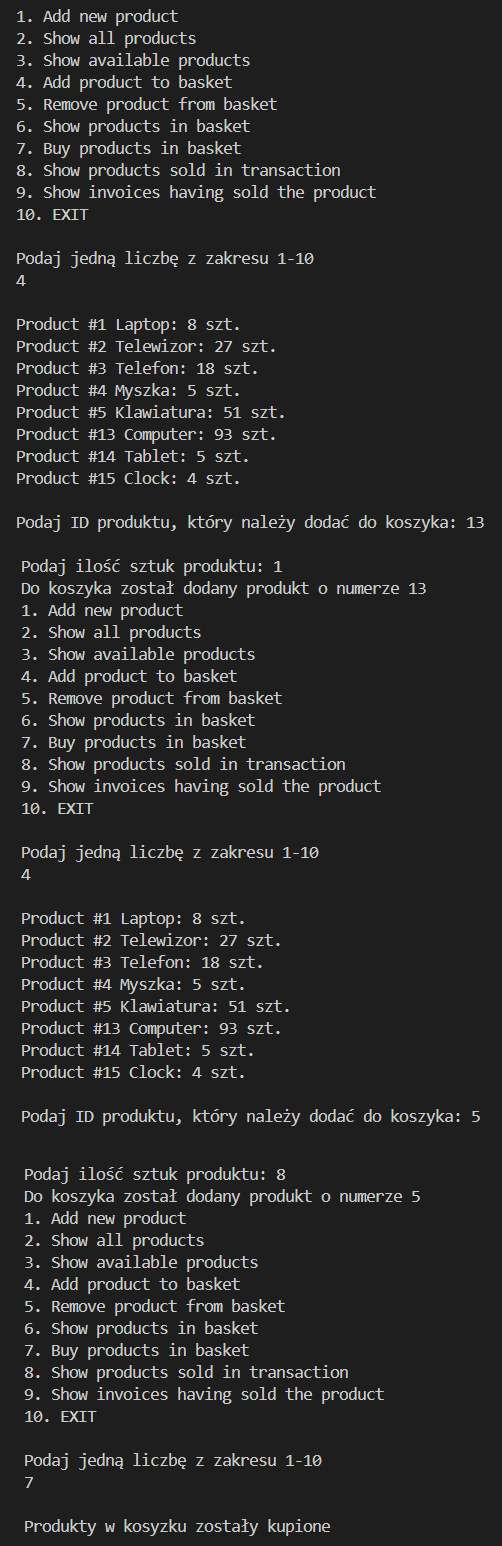 1. Add new product
2. Show all products
3. Show available products
4. Add product to basket
5. Remove product from basket
6. Show products in basket
7. Buy products in basket
8. Show products sold in transaction
9. Show invoices having sold the product
10. EXIT
Podaj jedną liczbę z zakresu 1-10
4
Product #1 Laptop: 8 szt.
Product #2 Telewizor: 27 szt.
Product #3 Telefon: 18 szt.
Product #4 Myszka: 5 szt.
Product #5 Klawiatura: 51 szt.
Product #13 Computer: 93 szt.
Product #14 Tablet: 5 szt.
Product #15 Clock: 4 szt.
Podaj ID produktu, który należy dodać do koszyka: 13
Podaj ilość sztuk produktu: 1
Do koszyka został dodany produkt o numerze 13
1. Add new product
2. Show all products
3. Show available products
4. Add product to basket
5. Remove product from basket
6. Show products in basket
7. Buy products in basket
8. Show products sold in transaction
9. Show invoices having sold the product
10. EXIT
Podaj jedną liczbę z zakresu 1-10
4
Product #1 Laptop: 8 szt.
Product #2 Telewizor: 27 szt.
Product #3 Telefon: 18 szt.
Product #4 Myszka: 5 szt.
Product #5 Klawiatura: 51 szt.
Product #13 Computer: 93 szt.
Product #14 Tablet: 5 szt.
Product #15 Clock: 4 szt.
Podaj ID produktu, który należy dodać do koszyka: 5
Podaj ilość sztuk produktu: 8
Do koszyka został dodany produkt o numerze 5
1. Add new product
2. Show all products
3. Show available products
4. Add product to basket
5. Remove product from basket
6. Show products in basket
7. Buy products in basket
8. Show products sold in transaction
9. Show invoices having sold the product
10. EXIT
Podaj jedną liczbę z zakresu 1-10
7
Produkty w kosyzku zostały kupione